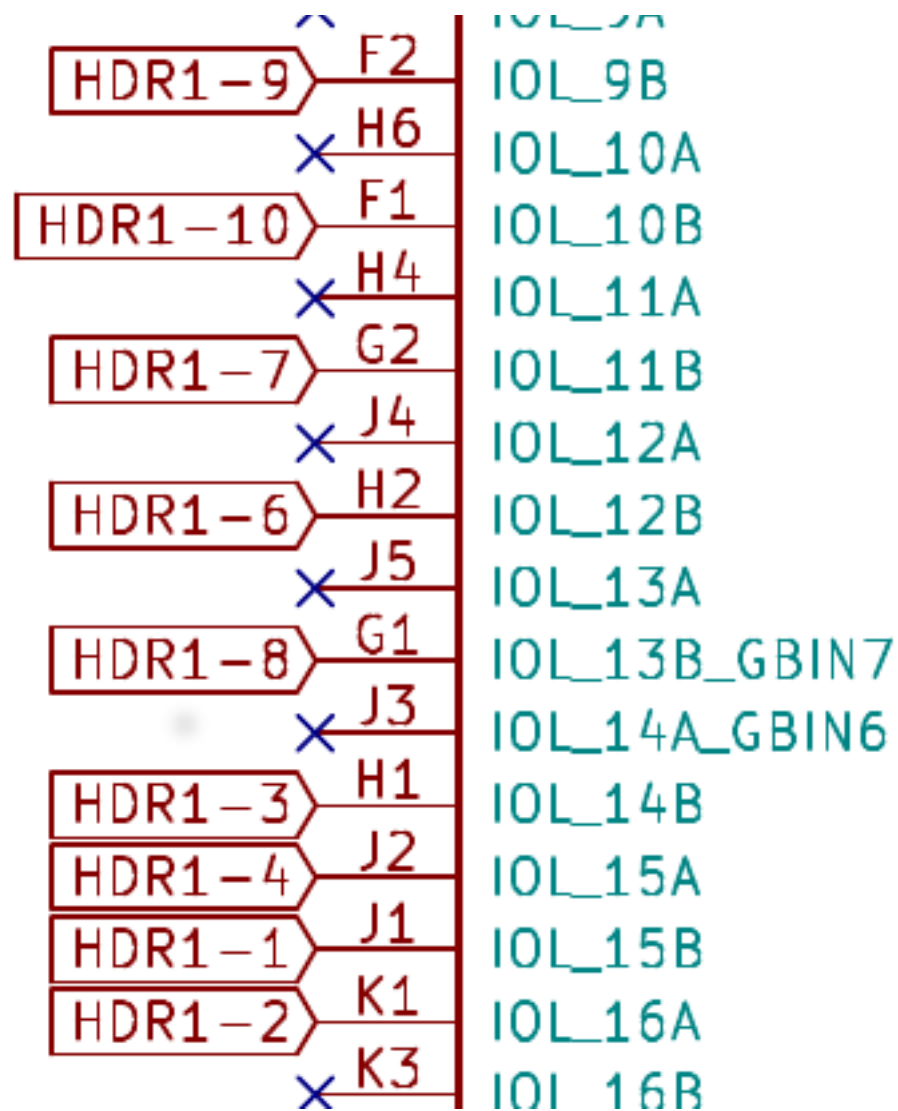 IOL_9A
HDR1-9 F2 IOL_9B
H6 IOL_10A
HDR1-10 F1 IOL_10B
H4 IOL_11A
HDR1-7 G2 IOL_11B
J4 IOL_12A
HDR1-6 H2 IOL_12B
J5 IOL_13A
HDR1-8 G1 IOL_13B_GBIN7
J3 IOL_14A_GBIN6
HDR1-3 H1 IOL_14B
HDR1-4 J2 IOL_15A
HDR1-1 J1 IOL_15B
HDR1-2 K1 IOL_16A
K3 IOL_16B